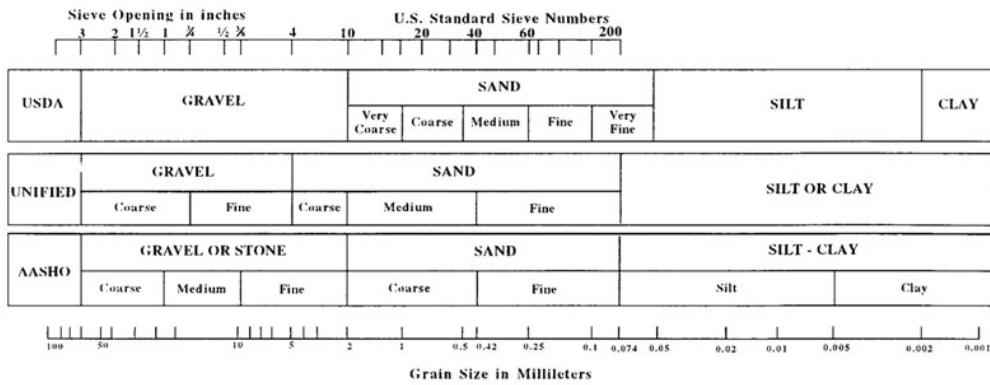 Sieve Opening in inches U.S. Standard Sieve Numbers
3 2 1½ 1 ¾ ½ ⅜ 4 10 20 40 60 200
USDA GRAVEL SAND SILT CLAY
Very Coarse Coarse Medium Fine Very Fine
UNIFIED GRAVEL SAND SILT OR CLAY
Coarse Fine Coarse Medium Fine
AASHO GRAVEL OR STONE SAND SILT - CLAY
Coarse Medium Fine Coarse Fine Silt Clay
100 50 10 5 2 1 0.5 0.42 0.25 0.1 0.074 0.05 0.02 0.01 0.005 0.002 0.001
Grain Size in Millileters